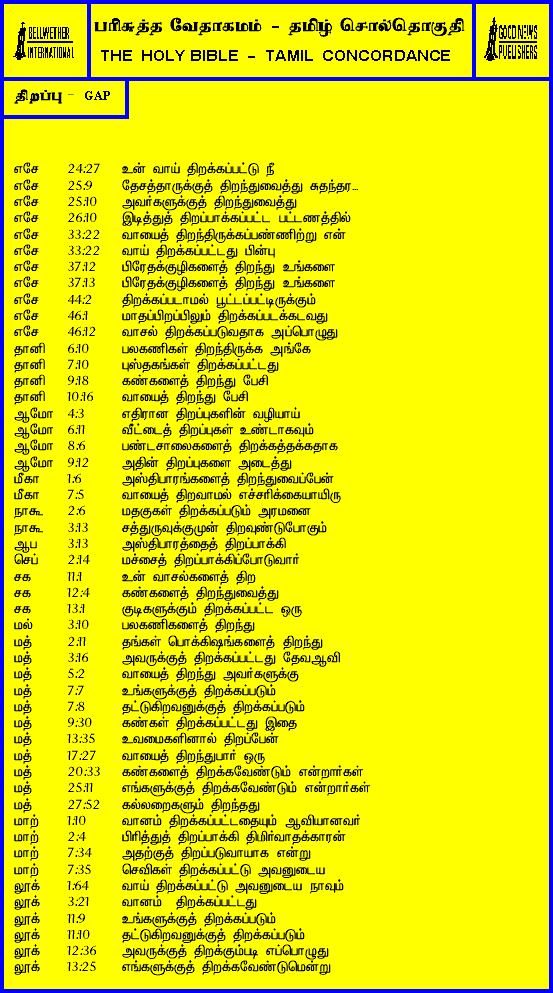 BELLWETHER
INTERNATIONAL
பரிசுத்த வேதாகமம் - தமிழ் சொல்தொகுதி
THE HOLY BIBLE - TAMIL CONCORDANCE
GOOD NEWS
PUBLISHERS
திறப்பு - GAP
எசே 24:27 உன் வாய் திறக்கப்பட்டு நீ
எசே 25:9 தேசத்தாருக்குத் திறந்துவைத்து சுதந்தர...
எசே 25:10 அவர்களுக்குத் திறந்துவைத்து
எசே 26:10 இடித்துத் திறப்பாக்கப்பட்ட பட்டணத்தில்
எசே 33:22 வாயைத் திறந்திருக்கப்பண்ணிற்று என்
எசே 33:22 வாய் திறக்கப்பட்டது பின்பு
எசே 37:12 பிரேதக்குழிகளைத் திறந்து உங்களை
எசே 37:13 பிரேதக்குழிகளைத் திறந்து உங்களை
எசே 44:2 திறக்கப்படாமல் பூட்டப்பட்டிருக்கும்
எசே 46:1 மாதப்பிறப்பிலும் திறக்கப்படக்கடவது
எசே 46:12 வாசல் திறக்கப்படுவதாக அப்பொழுது
தானி 6:10 பலகணிகள் திறந்திருக்க அங்கே
தானி 7:10 புஸ்தகங்கள் திறக்கப்பட்டது
தானி 9:18 கண்களைத் திறந்து பேசி
தானி 10:16 வாயைத் திறந்து பேசி
ஆமோ 4:3 எதிரான திறப்புகளின் வழியாய்
ஆமோ 6:11 வீட்டைத் திறப்புகள் உண்டாகவும்
ஆமோ 8:6 பண்டசாலைகளைத் திறக்கத்தக்கதாக
ஆமோ 9:12 அதின் திறப்புகளை அடைத்து
மீகா 1:6 அஸ்திபாரங்களைத் திறந்துவைப்பேன்
மீகா 7:5 வாயைத் திறவாமல் எச்சரிக்கையாயிரு
நாகூ 2:6 மதகுகள் திறக்கப்படும் அரமனை
நாகூ 3:13 சத்துருவுக்குமுன் திறவுண்டுபோகும்
ஆப 3:13 அஸ்திபாரத்தைத் திறப்பாக்கி
செப் 2:14 மச்சைத் திறப்பாக்கிப்போடுவார்
சக 11:1 உன் வாசல்களைத் திற
சக 12:4 கண்களைத் திறந்துவைத்து
சக 13:1 குடிகளுக்கும் திறக்கப்பட்ட ஒரு
மல் 3:10 பலகணிகளைத் திறந்து
மத் 2:11 தங்கள் பொக்கிஷங்களைத் திறந்து
மத் 3:16 அவருக்குத் திறக்கப்பட்டது தேவஆவி
மத் 5:2 வாயைத் திறந்து அவர்களுக்கு
மத் 7:7 உங்களுக்குத் திறக்கப்படும்
மத் 7:8 தட்டுகிறவனுக்குத் திறக்கப்படும்
மத் 9:30 கண்கள் திறக்கப்பட்டது இதை
மத் 13:35 உவமைகளினால் திறப்பேன்
மத் 17:27 வாயைத் திறந்துபார் ஒரு
மத் 20:33 கண்களைத் திறக்கவேண்டும் என்றார்கள்
மத் 25:11 எங்களுக்குத் திறக்கவேண்டும் என்றார்கள்
மத் 27:52 கல்லறைகளும் திறந்தது
மாற் 1:10 வானம் திறக்கப்பட்டதையும் ஆவியானவர்
மாற் 2:4 பிரித்துத் திறப்பாக்கி திமிர்வாதக்காரன்
மாற் 7:34 அதற்குத் திறப்படுவாயாக என்று
மாற் 7:35 செவிகள் திறக்கப்பட்டு அவனுடைய
லூக் 1:64 வாய் திறக்கப்பட்டு அவனுடைய நாவும்
லூக் 3:21 வானம் திறக்கப்பட்டது
லூக் 11:9 உங்களுக்குத் திறக்கப்படும்
லூக் 11:10 தட்டுகிறவனுக்குத் திறக்கப்படும்
லூக் 12:36 அவருக்குத் திறக்கும்படி எப்பொழுது
லூக் 13:25 எங்களுக்குத் திறக்கவேண்டுமென்று